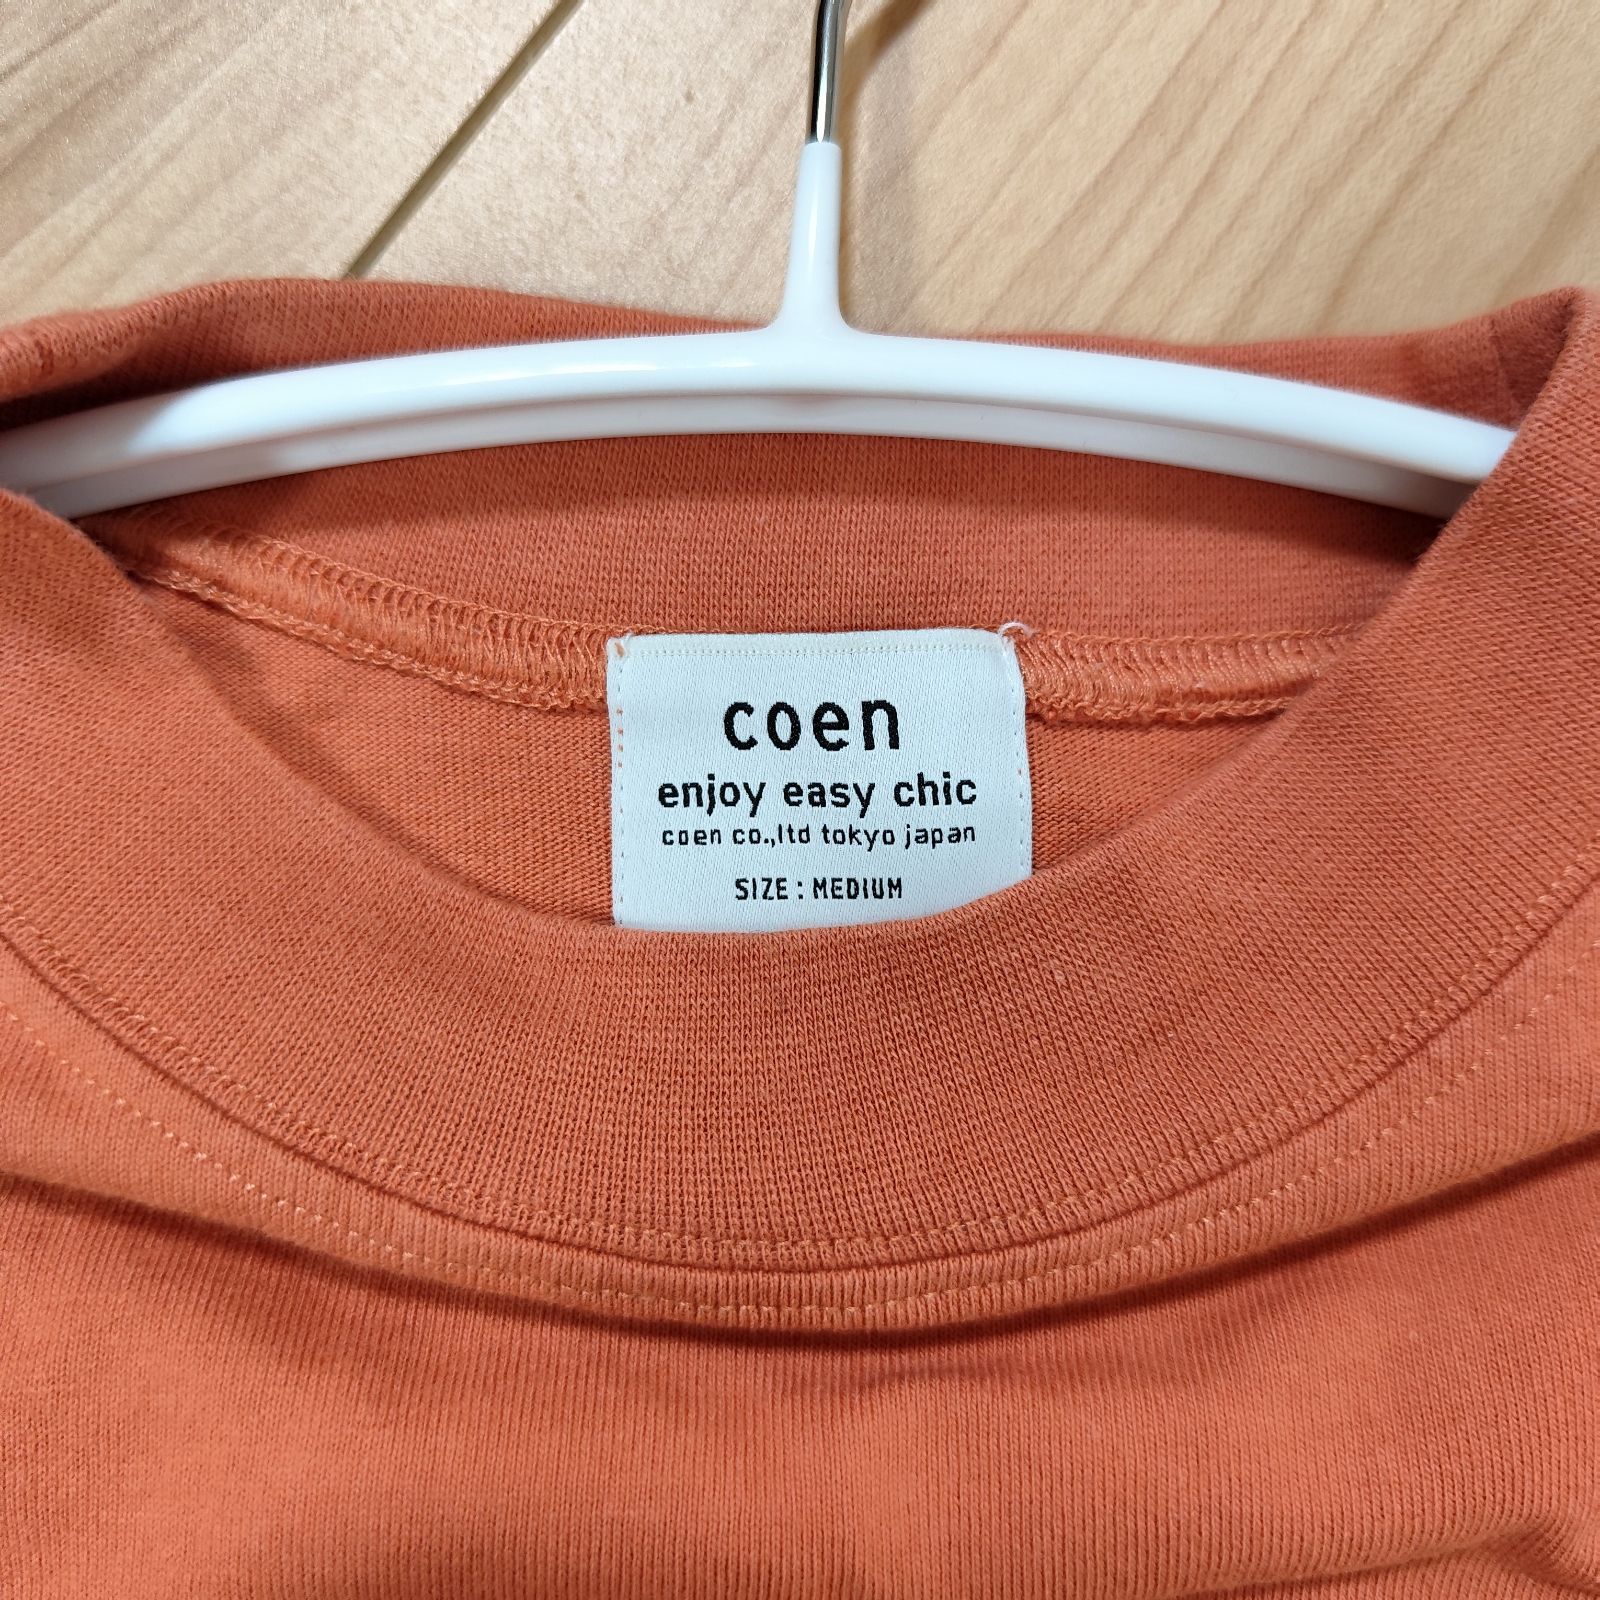 coen
enjoy easy chic
coen co.,ltd tokyo japan
SIZE : MEDIUM